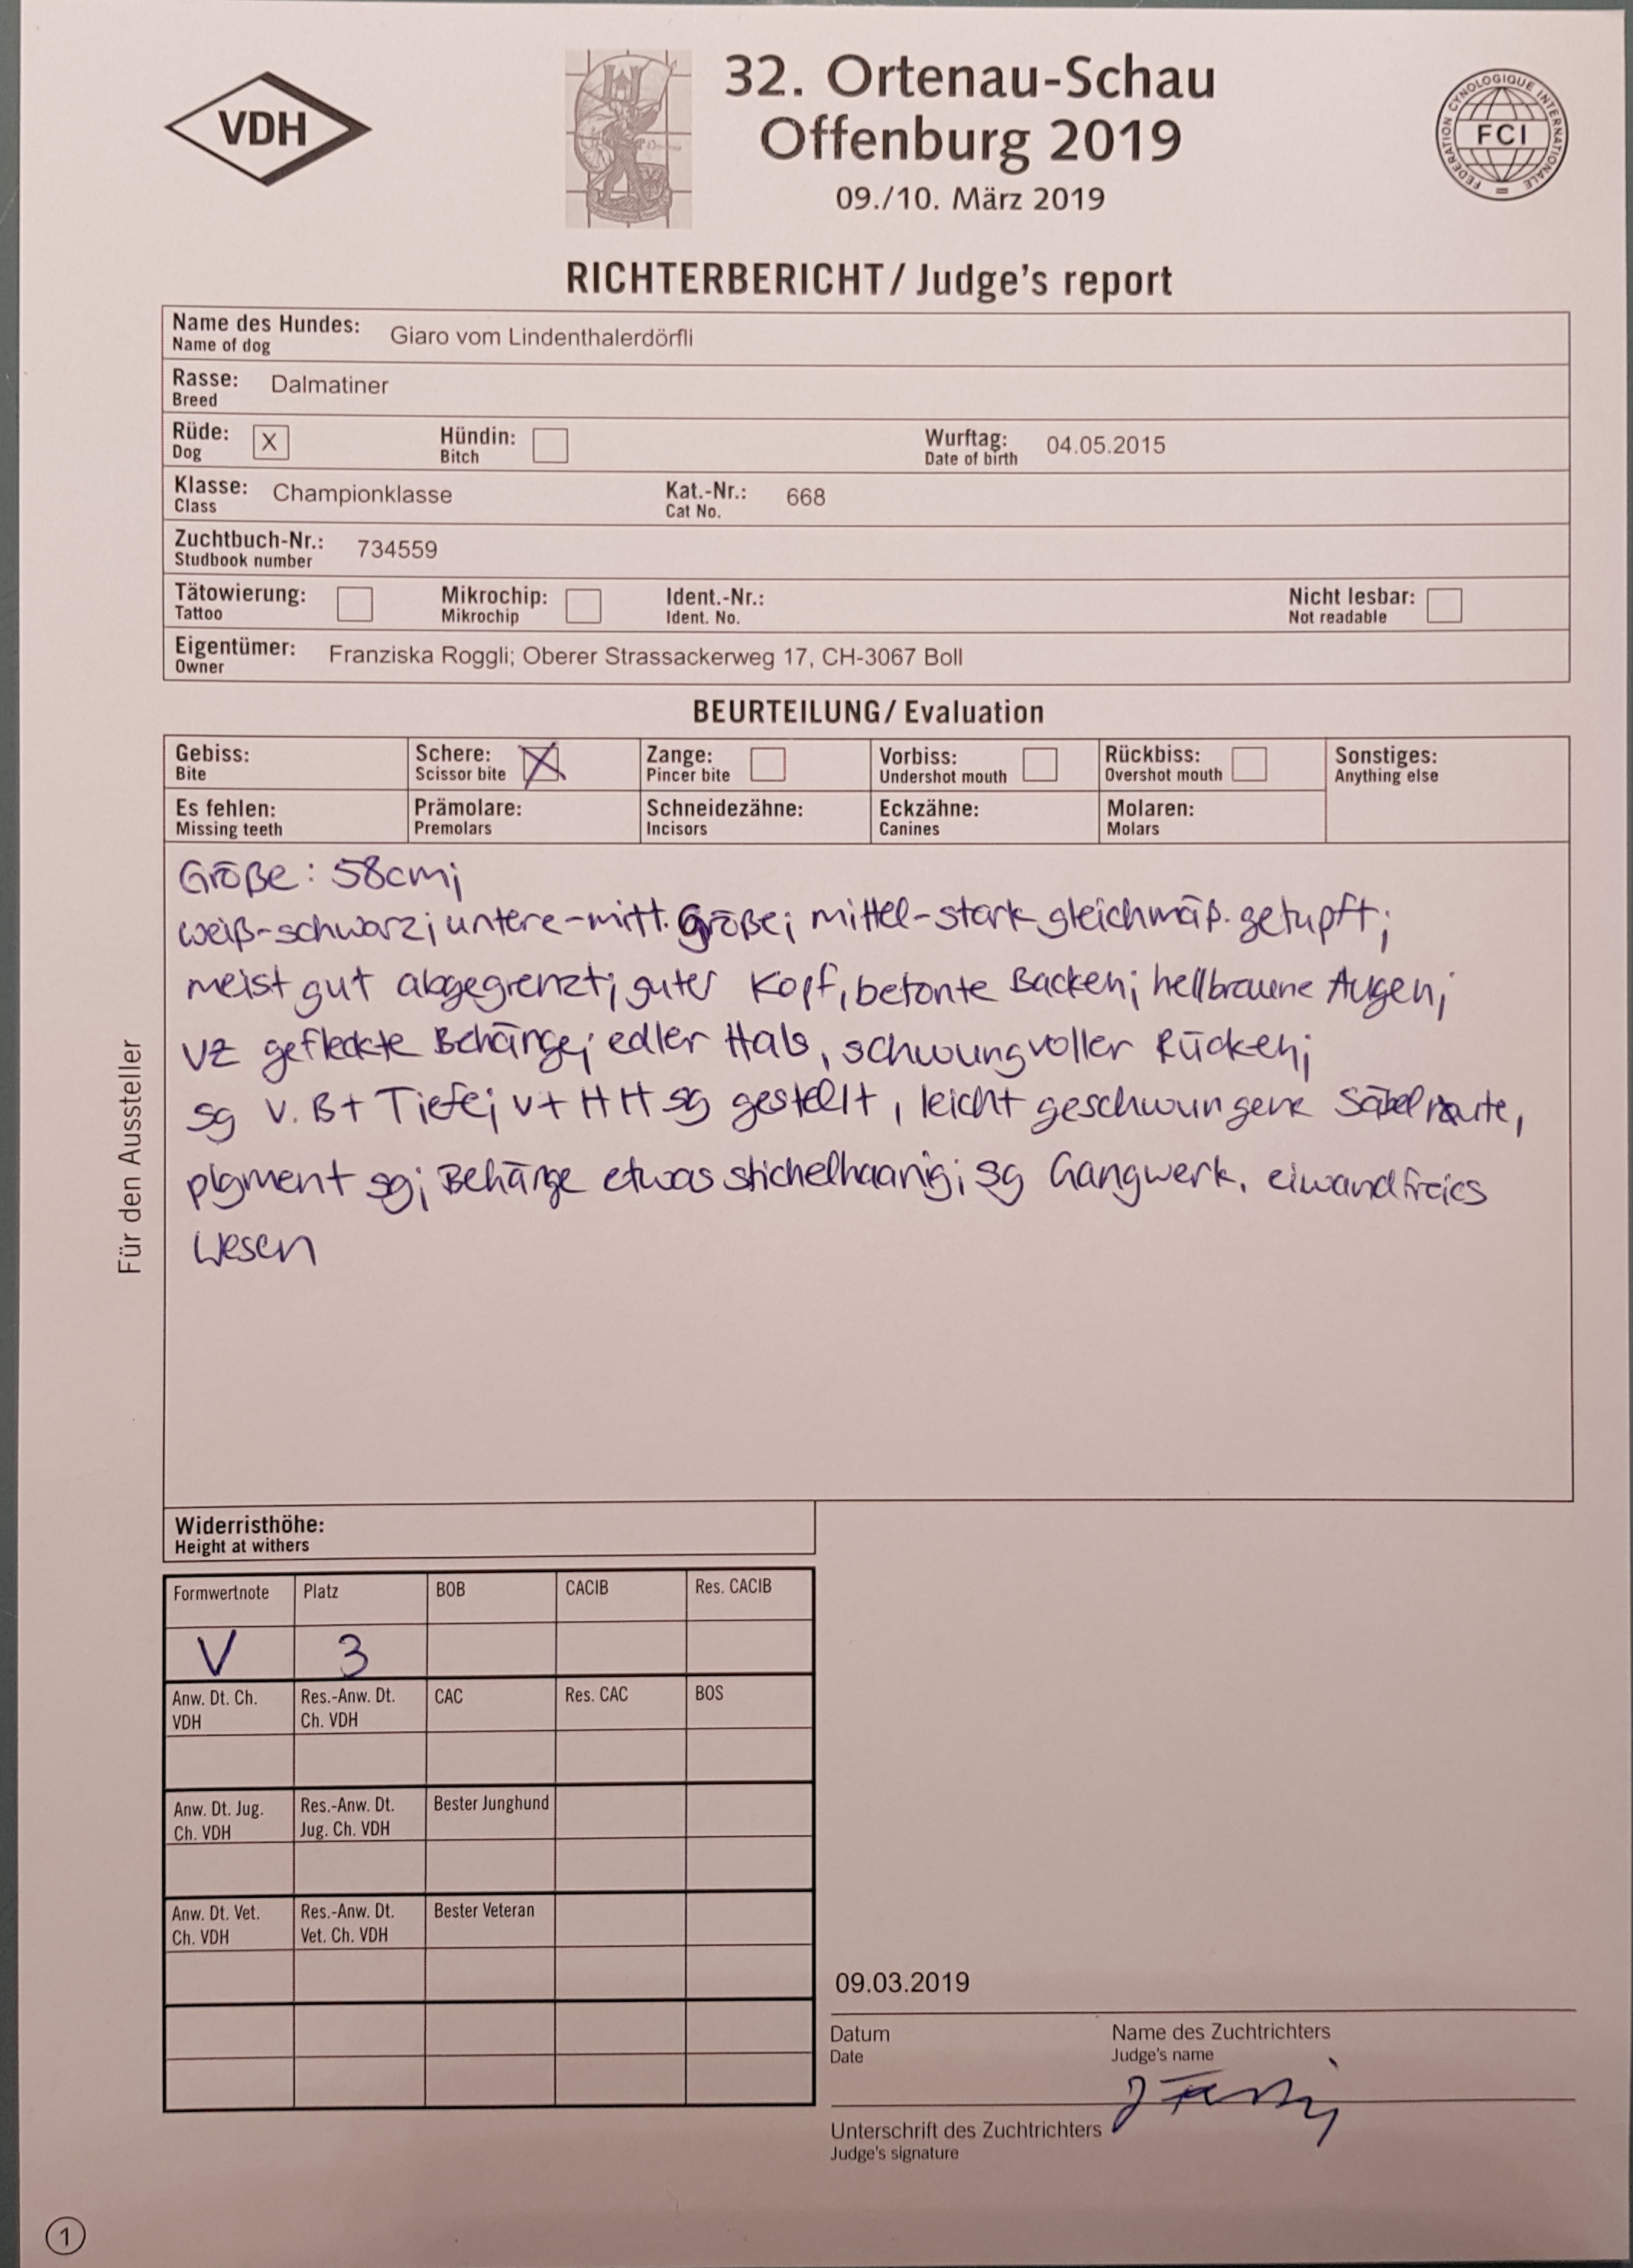 VDH
32. Ortenau-Schau
Offenburg 2019
09./10. März 2019
FEDERATION CYNOLOGIQUE INTERNATIONALE
FCI
RICHTERBERICHT / Judge's report
Name des Hundes: Giaro vom Lindenthalerdörfli
Name of dog
Rasse: Dalmatiner
Breed
Rüde: X Hündin: Wurftag: 04.05.2015
Dog Bitch Date of birth
Klasse: Championklasse Kat.-Nr.: 668
Class Cat No.
Zuchtbuch-Nr.: 734559
Studbook number
Tätowierung: Mikrochip: Ident.-Nr.: Nicht lesbar:
Tattoo Mikrochip Ident. No. Not readable
Eigentümer: Franziska Roggli; Oberer Strassackerweg 17, CH-3067 Boll
Owner
BEURTEILUNG / Evaluation
Gebiss: Schere: X Zange: Vorbiss: Rückbiss: Sonstiges:
Bite Scissor bite Pincer bite Undershot mouth Overshot mouth Anything else
Es fehlen: Prämolare: Schneidezähne: Eckzähne: Molaren:
Missing teeth Premolars Incisors Canines Molars
Größe: 58cm;
weiß-schwarz; untere-mitt. Größe; mittel-stark gleichmäß. getupft;
meist gut abgegrenzt; guter Kopf, betonte Backen; hellbraune Augen;
VZ gefleckte Behänge; edler Hals, schwungvoller Rücken;
sg V. B + Tiefe; V + HH sg gestellt, leicht geschwungene Säbelraute,
pigment sg; Behänge etwas stichelhaarig; sg Gangwerk, eiwandfreies
Wesen
Für den Aussteller
Widerristhöhe:
Height at withers
Formwertnote Platz BOB CACIB Res. CACIB
V 3
Anw. Dt. Ch. Res.-Anw. Dt. CAC Res. CAC BOS
VDH Ch. VDH
Anw. Dt. Jug. Res.-Anw. Dt. Bester Junghund
Ch. VDH Jug. Ch. VDH
Anw. Dt. Vet. Res.-Anw. Dt. Bester Veteran
Ch. VDH Vet. Ch. VDH
09.03.2019
Datum Name des Zuchtrichters
Date Judge's name
Unterschrift des Zuchtrichters
Judge's signature
1